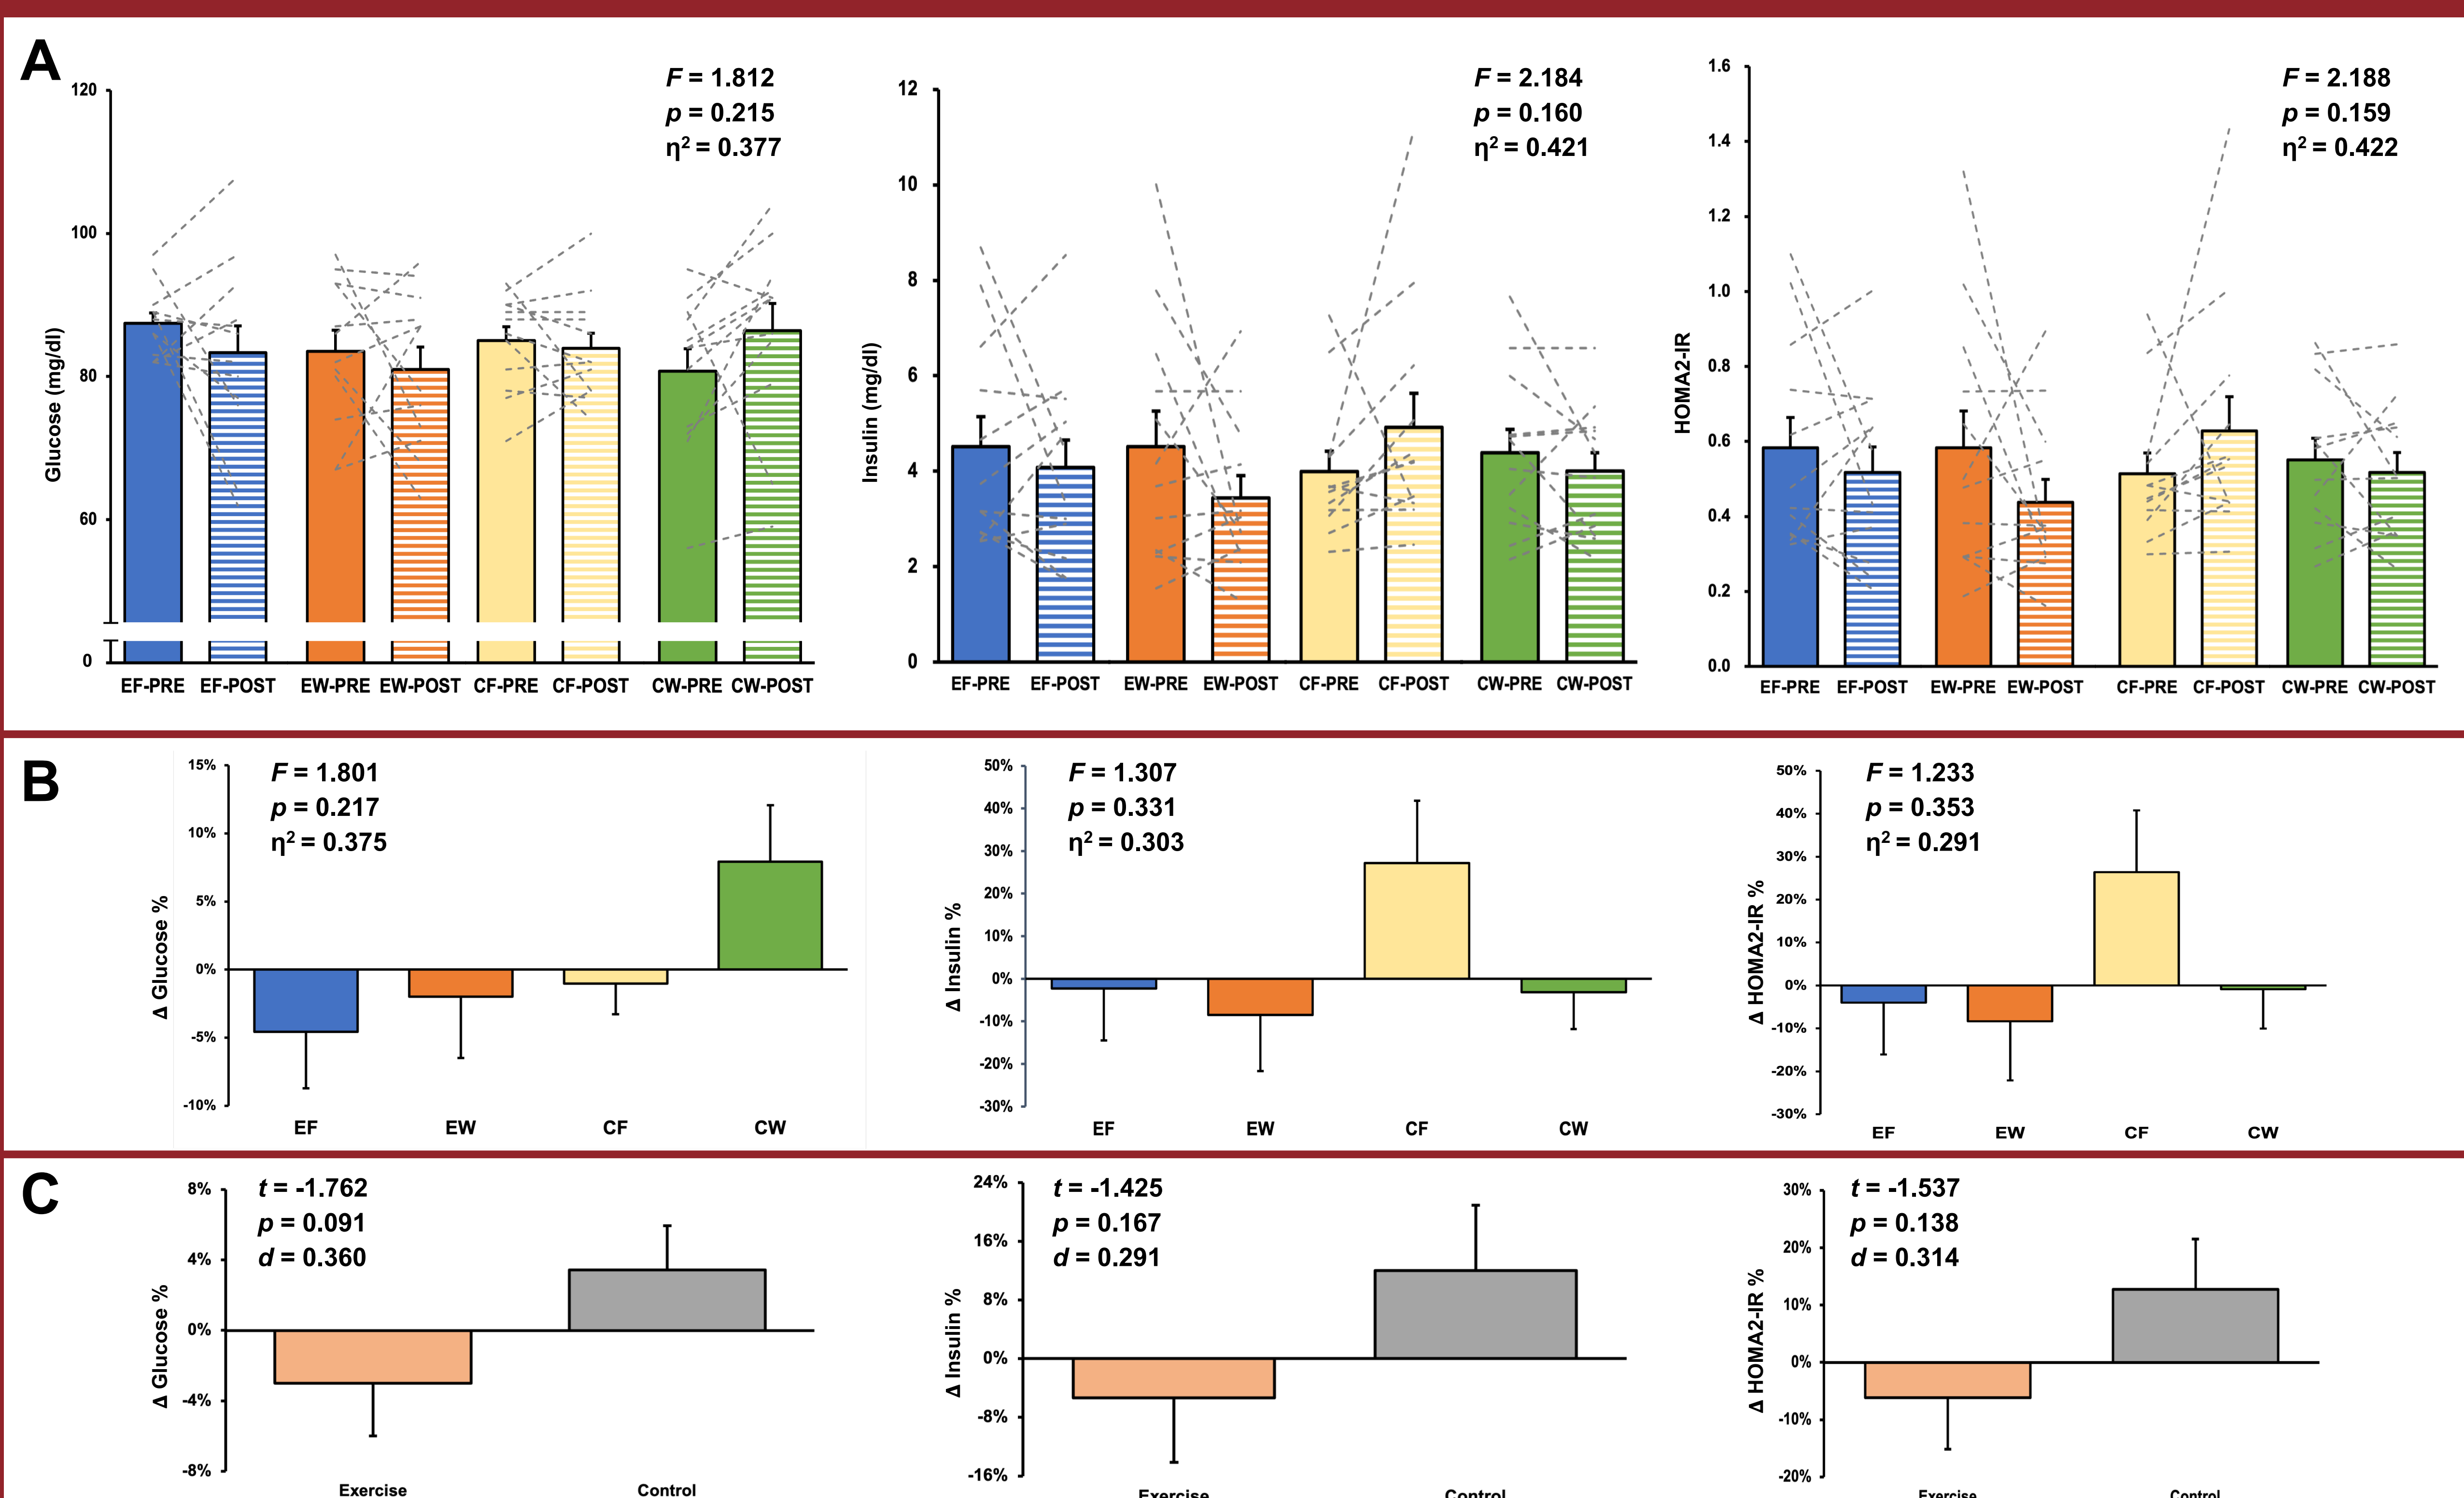 A
F = 1.812
p = 0.215
η² = 0.377
120
100
80
60
0
Glucose (mg/dl)
EF-PRE EF-POST EW-PRE EW-POST CF-PRE CF-POST CW-PRE CW-POST
F = 2.184
p = 0.160
η² = 0.421
12
10
8
6
4
2
0
Insulin (mg/dl)
EF-PRE EF-POST EW-PRE EW-POST CF-PRE CF-POST CW-PRE CW-POST
F = 2.188
p = 0.159
η² = 0.422
1.6
1.4
1.2
1.0
0.8
0.6
0.4
0.2
0.0
HOMA2-IR
EF-PRE EF-POST EW-PRE EW-POST CF-PRE CF-POST CW-PRE CW-POST
B
F = 1.801
p = 0.217
η² = 0.375
15%
10%
5%
0%
-5%
-10%
Δ Glucose %
EF EW CF CW
F = 1.307
p = 0.331
η² = 0.303
50%
40%
30%
20%
10%
0%
-10%
-20%
-30%
Δ Insulin %
EF EW CF CW
F = 1.233
p = 0.353
η² = 0.291
50%
40%
30%
20%
10%
0%
-10%
-20%
-30%
Δ HOMA2-IR %
EF EW CF CW
C
t = -1.762
p = 0.091
d = 0.360
8%
4%
0%
-4%
-8%
Δ Glucose %
Exercise Control
t = -1.425
p = 0.167
d = 0.291
24%
16%
8%
0%
-8%
-16%
Δ Insulin %
Exercise Control
t = -1.537
p = 0.138
d = 0.314
30%
20%
10%
0%
-10%
-20%
Δ HOMA2-IR %
Exercise Control